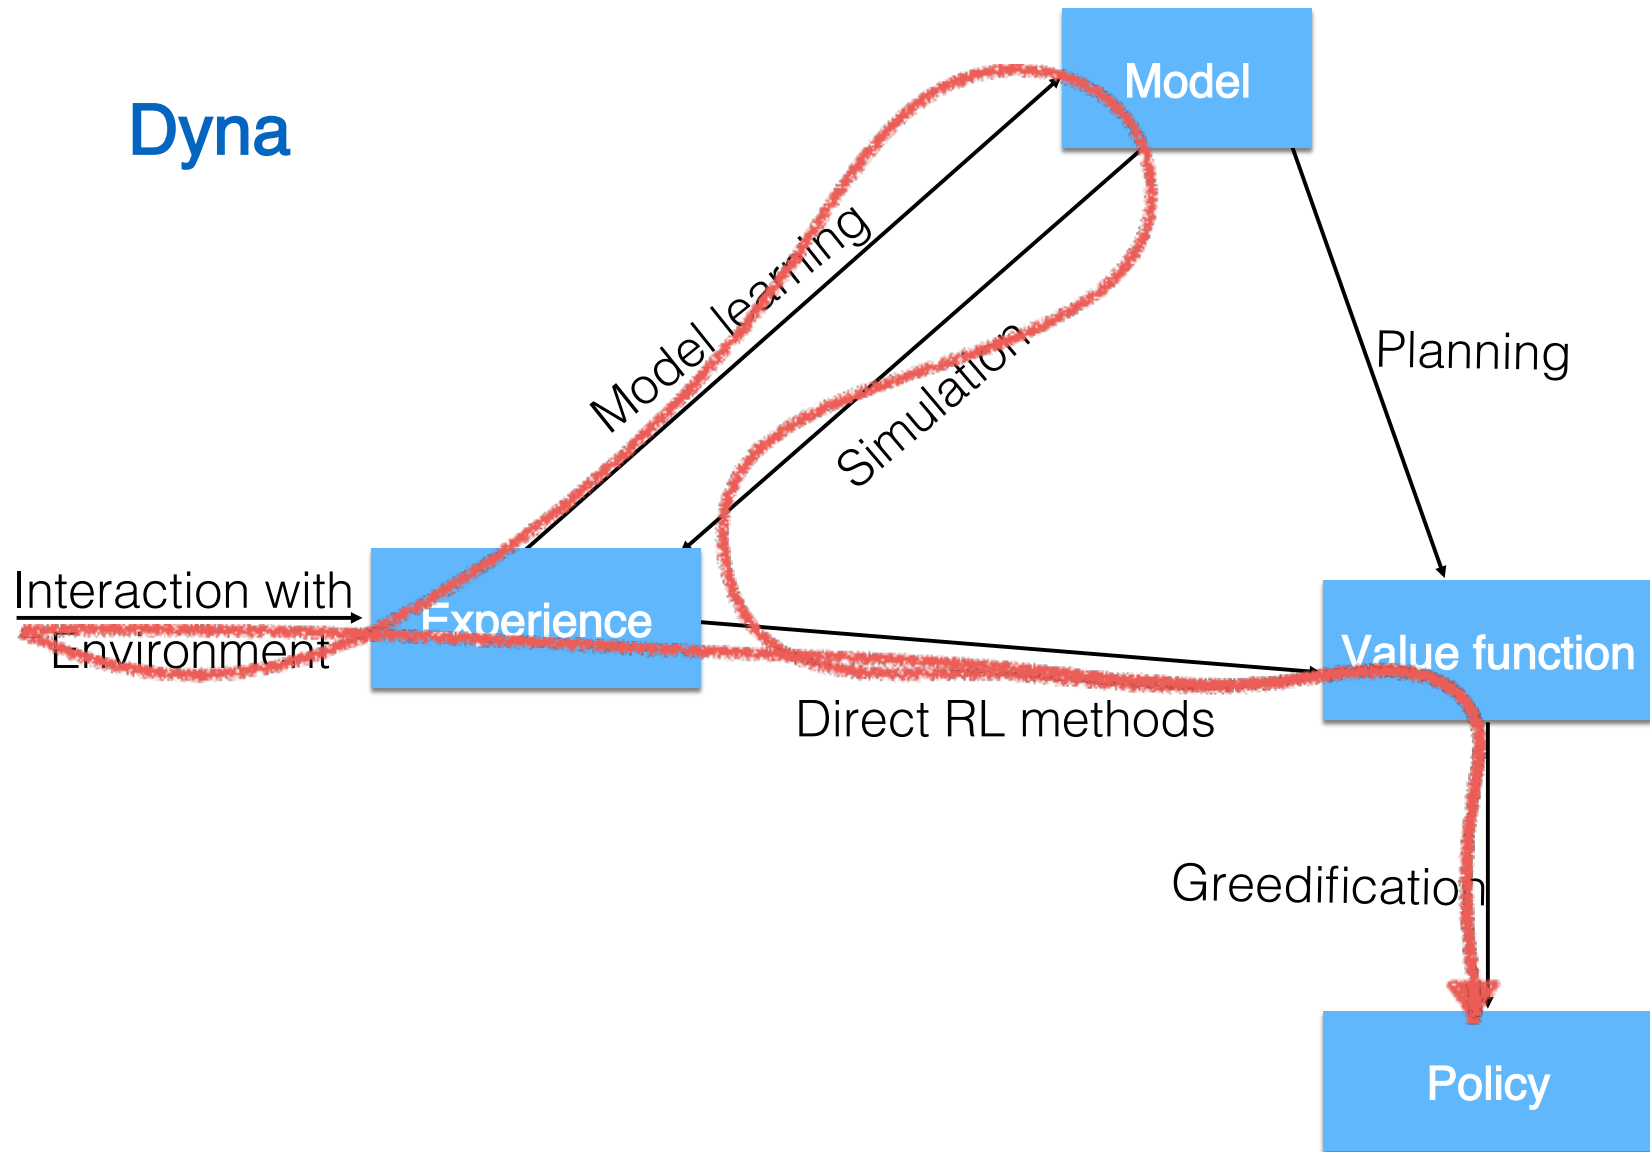 Model
Dyna
Model learning
Simulation
Planning
Interaction with
Environment
Experience
Value function
Direct RL methods
Greedification
Policy